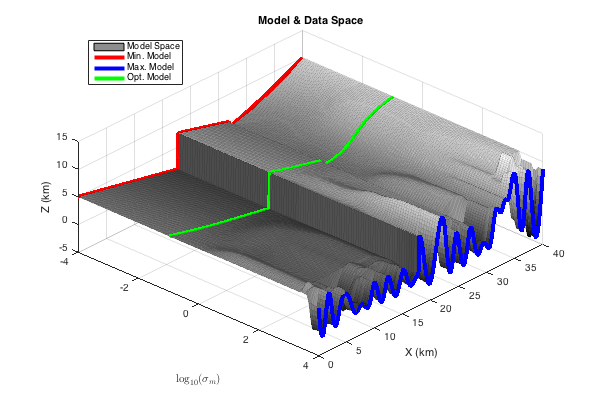 Model & Data Space
Model Space
Min. Model
Max. Model
Opt. Model
15
10
5
0
-5
Z (km)
-4
-2
0
2
4
log10(σm)
0
5
10
15
20
25
30
35
40
X (km)